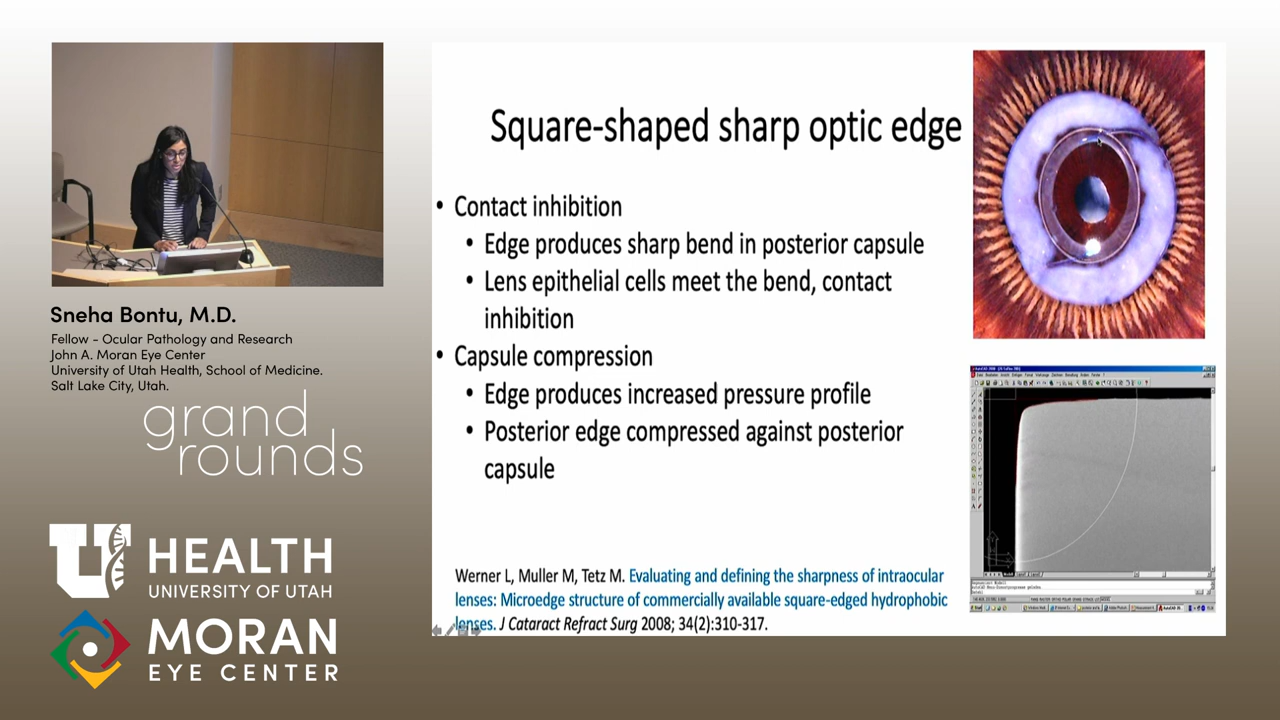 Sneha Bontu, M.D.
Fellow - Ocular Pathology and Research
John A. Moran Eye Center
University of Utah Health, School of Medicine.
Salt Lake City, Utah.
grand
rounds
U HEALTH
UNIVERSITY OF UTAH
MORAN
EYE CENTER
Square-shaped sharp optic edge
• Contact inhibition
• Edge produces sharp bend in posterior capsule
• Lens epithelial cells meet the bend, contact
inhibition
• Capsule compression
• Edge produces increased pressure profile
• Posterior edge compressed against posterior
capsule
Werner L, Muller M, Tetz M. Evaluating and defining the sharpness of intraocular
lenses: Microedge structure of commercially available square-edged hydrophobic
lenses. J Cataract Refract Surg 2008; 34(2):310-317.